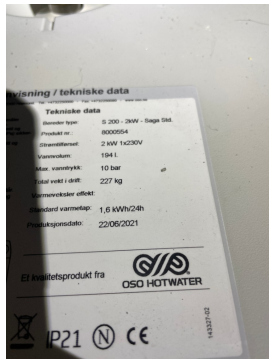 visning / tekniske data
Tekniske data
Bereder type: S 200 - 2kW - Saga Std.
Produkt nr.: 8000554
Strømtilførsel: 2 kW 1x230V
Vannvolum: 194 l.
Max. vanntrykk: 10 bar
Total vekt i drift: 227 kg
Varmeveksler effekt:
Standard varmetap: 1,6 kWh/24h
Produksjonsdato: 22/06/2021
Et kvalitetsprodukt fra
OSO HOTWATER
IP21 N CE
143327-02